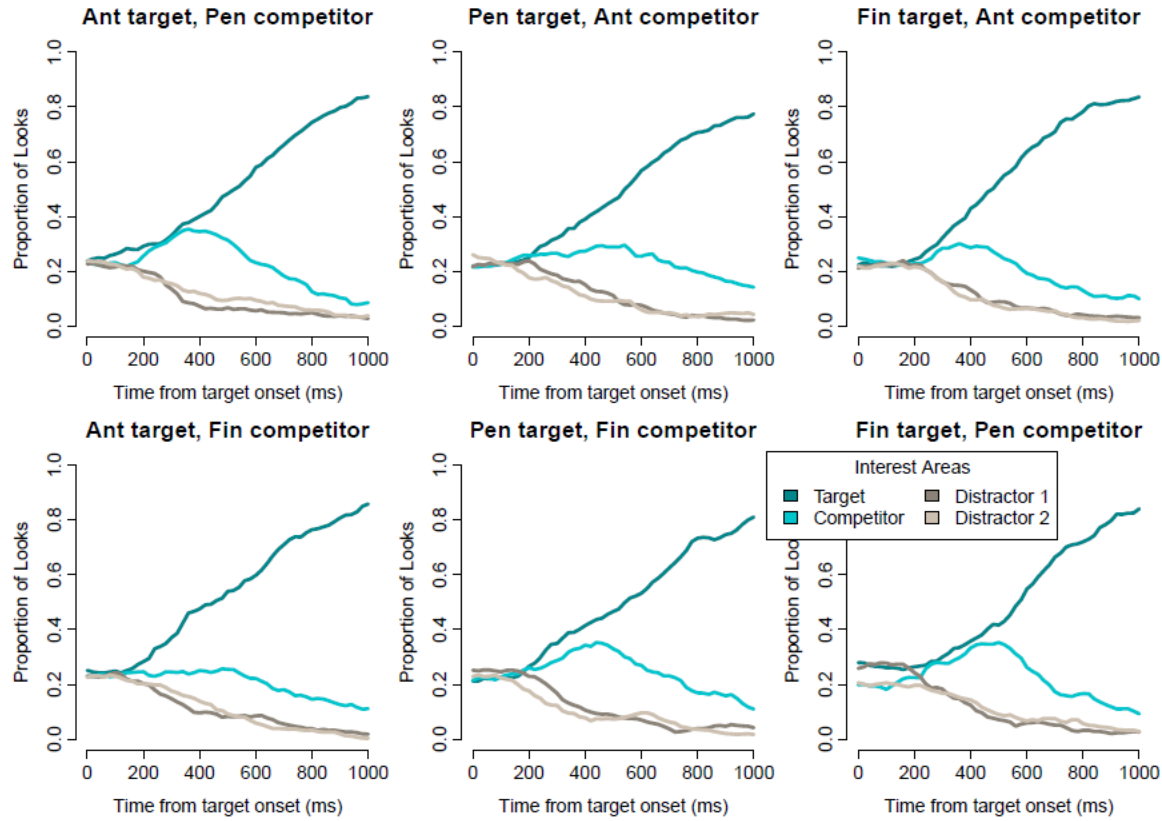 Ant target, Pen competitor
Proportion of Looks
0.0 0.2 0.4 0.6 0.8 1.0
0 200 400 600 800 1000
Time from target onset (ms)
Pen target, Ant competitor
Proportion of Looks
0.0 0.2 0.4 0.6 0.8 1.0
0 200 400 600 800 1000
Time from target onset (ms)
Fin target, Ant competitor
Proportion of Looks
0.0 0.2 0.4 0.6 0.8 1.0
0 200 400 600 800 1000
Time from target onset (ms)
Ant target, Fin competitor
Proportion of Looks
0.0 0.2 0.4 0.6 0.8 1.0
0 200 400 600 800 1000
Time from target onset (ms)
Pen target, Fin competitor
Proportion of Looks
0.0 0.2 0.4 0.6 0.8 1.0
0 200 400 600 800 1000
Time from target onset (ms)
Fin target, Pen competitor
Interest Areas
Target Distractor 1
Competitor Distractor 2
Proportion of Looks
0.0 0.2 0.4 0.6
0 200 400 600 800 1000
Time from target onset (ms)